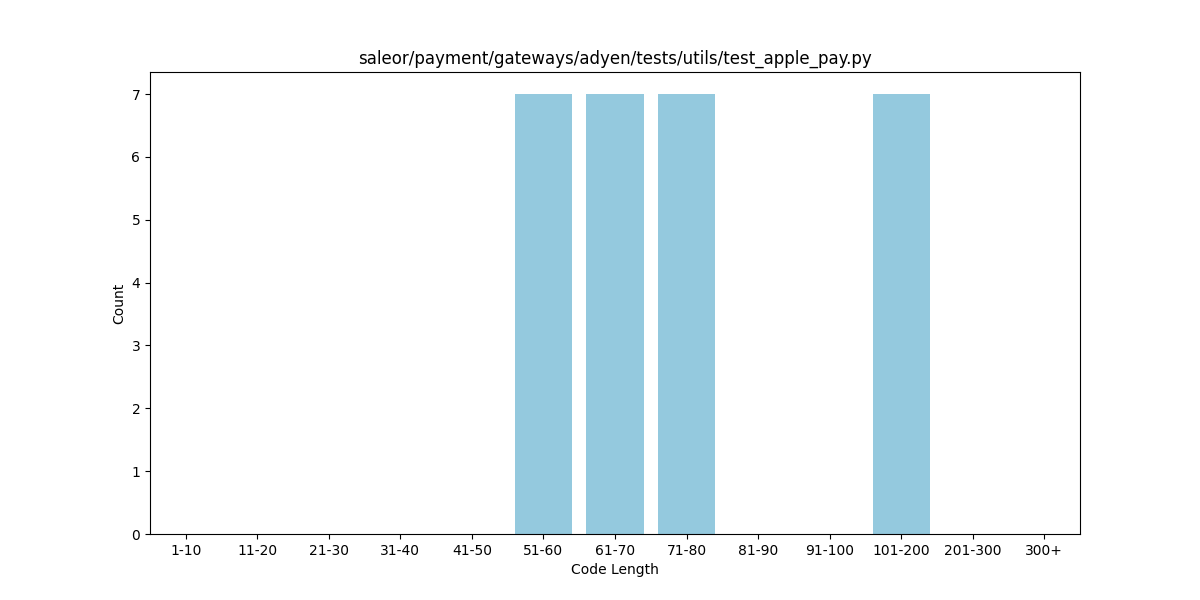 saleor/payment/gateways/adyen/tests/utils/test_apple_pay.py
7
6
5
4
3
2
1
0
Count
1-10 11-20 21-30 31-40 41-50 51-60 61-70 71-80 81-90 91-100 101-200 201-300 300+
Code Length